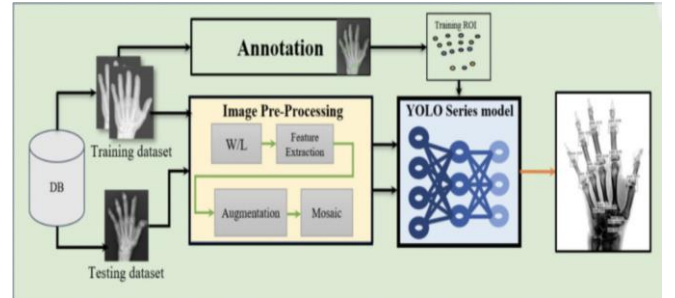 Annotation
Training ROI
Training dataset
Image Pre-Processing
W/L
Feature
Extraction
Augmentation
Mosaic
YOLO Series model
DB
Testing dataset